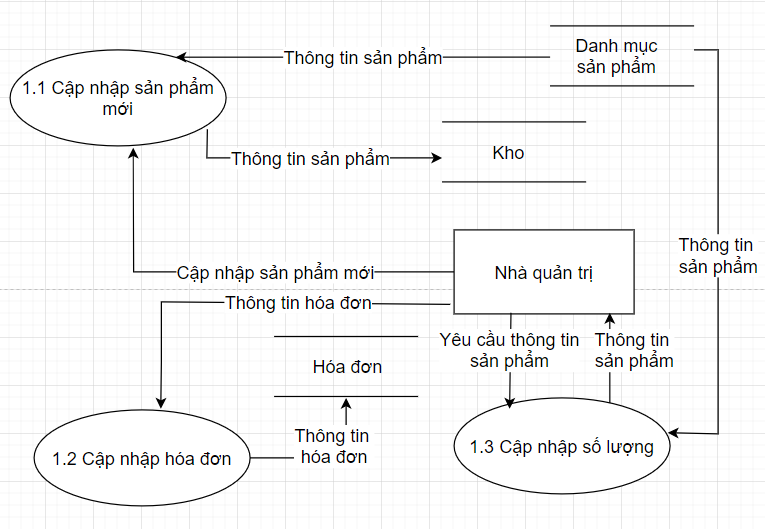 Danh mục
sản phẩm
Thông tin sản phẩm
1.1 Cập nhập sản phẩm
mới
Thông tin sản phẩm
Kho
Thông tin
sản phẩm
Cập nhập sản phẩm mới
Nhà quản trị
Thông tin hóa đơn
Yêu cầu thông tin
sản phẩm
Thông tin
sản phẩm
Hóa đơn
Thông tin
hóa đơn
1.2 Cập nhập hóa đơn
1.3 Cập nhập số lượng